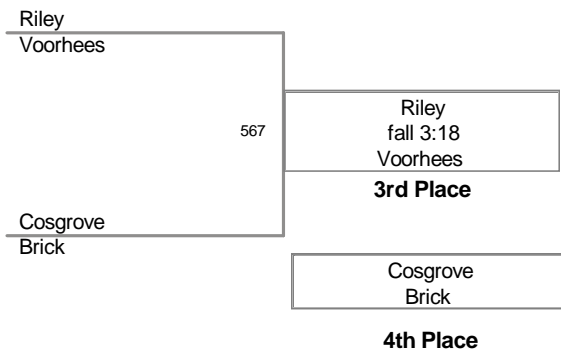 Riley
Voorhees
567
Riley
fall 3:18
Voorhees
3rd Place
Cosgrove
Brick
Cosgrove
Brick
4th Place